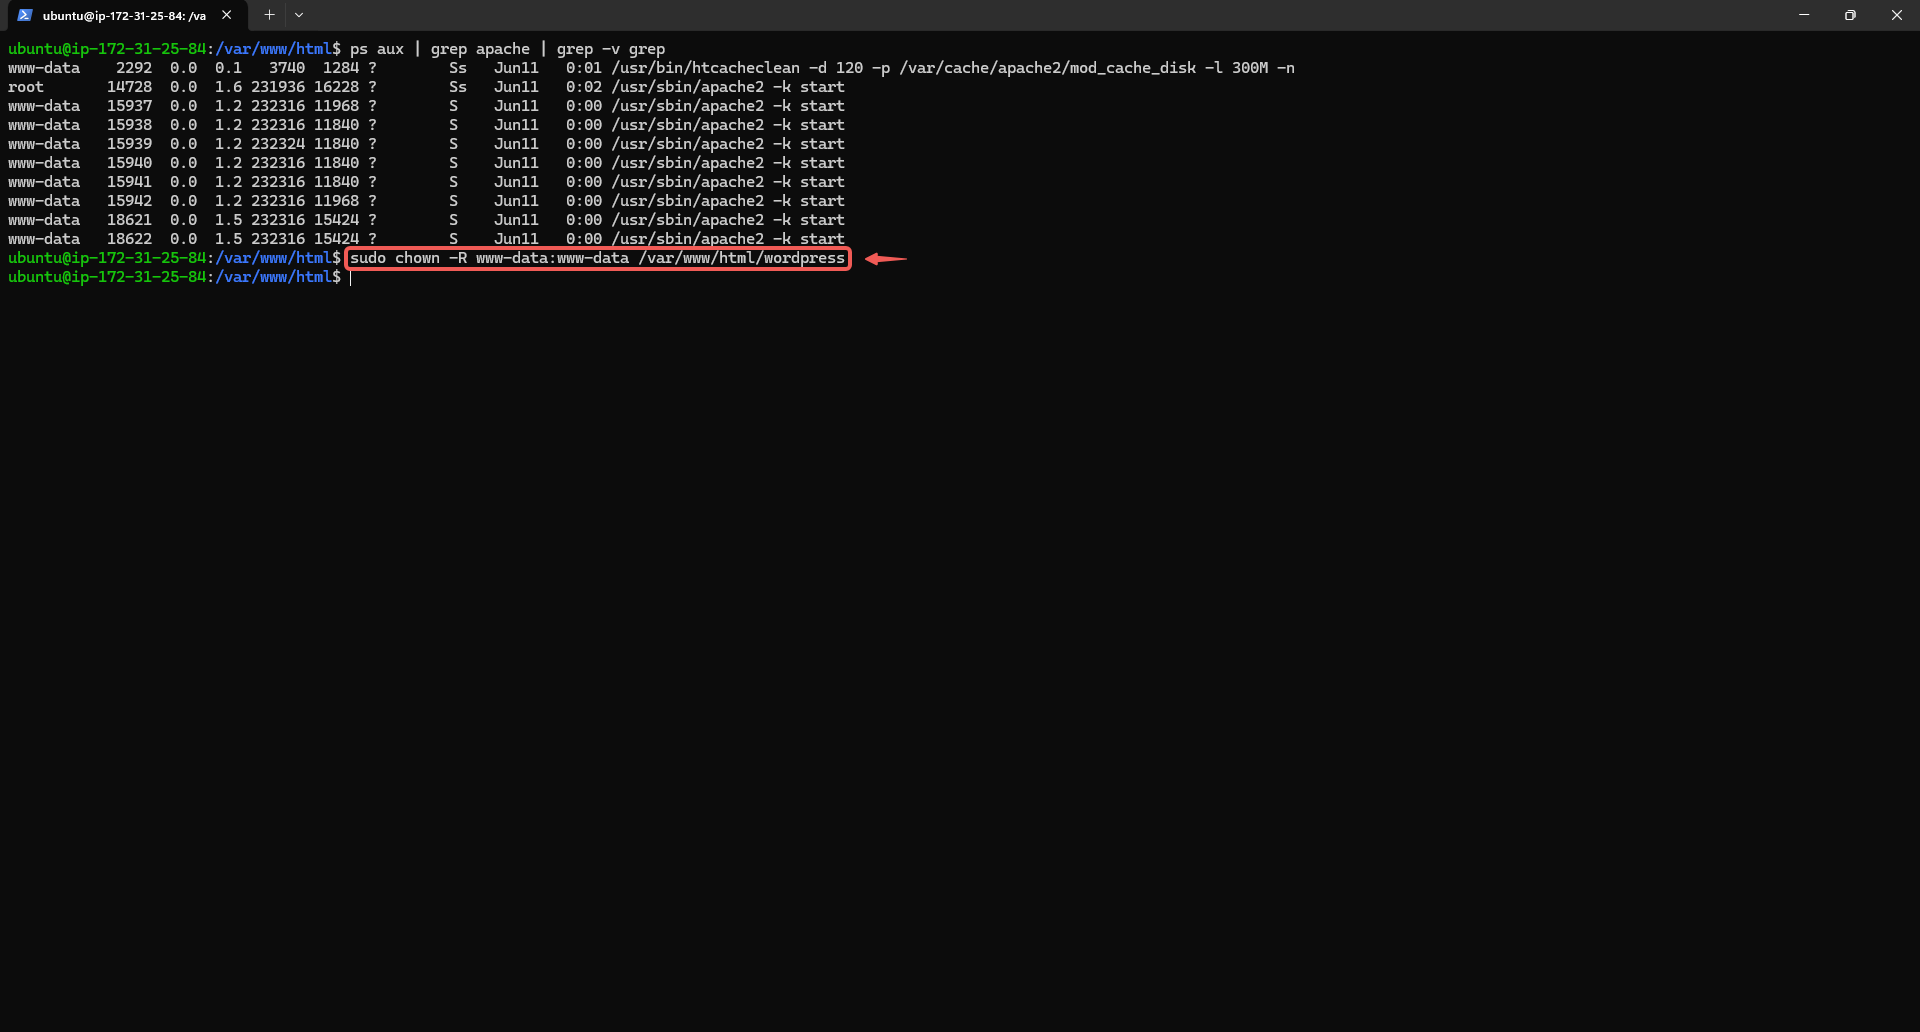 ubuntu@ip-172-31-25-84: /va
ubuntu@ip-172-31-25-84:/var/www/html$ ps aux | grep apache | grep -v grep
www-data    2292  0.0  0.1   3740  1284 ?        Ss   Jun11   0:01 /usr/bin/htcacheclean -d 120 -p /var/cache/apache2/mod_cache_disk -l 300M -n
root       14728  0.0  1.6 231936 16228 ?        Ss   Jun11   0:02 /usr/sbin/apache2 -k start
www-data   15937  0.0  1.2 232316 11968 ?        S    Jun11   0:00 /usr/sbin/apache2 -k start
www-data   15938  0.0  1.2 232316 11840 ?        S    Jun11   0:00 /usr/sbin/apache2 -k start
www-data   15939  0.0  1.2 232324 11840 ?        S    Jun11   0:00 /usr/sbin/apache2 -k start
www-data   15940  0.0  1.2 232316 11840 ?        S    Jun11   0:00 /usr/sbin/apache2 -k start
www-data   15941  0.0  1.2 232316 11840 ?        S    Jun11   0:00 /usr/sbin/apache2 -k start
www-data   15942  0.0  1.2 232316 11968 ?        S    Jun11   0:00 /usr/sbin/apache2 -k start
www-data   18621  0.0  1.5 232316 15424 ?        S    Jun11   0:00 /usr/sbin/apache2 -k start
www-data   18622  0.0  1.5 232316 15424 ?        S    Jun11   0:00 /usr/sbin/apache2 -k start
ubuntu@ip-172-31-25-84:/var/www/html$ sudo chown -R www-data:www-data /var/www/html/wordpress
ubuntu@ip-172-31-25-84:/var/www/html$